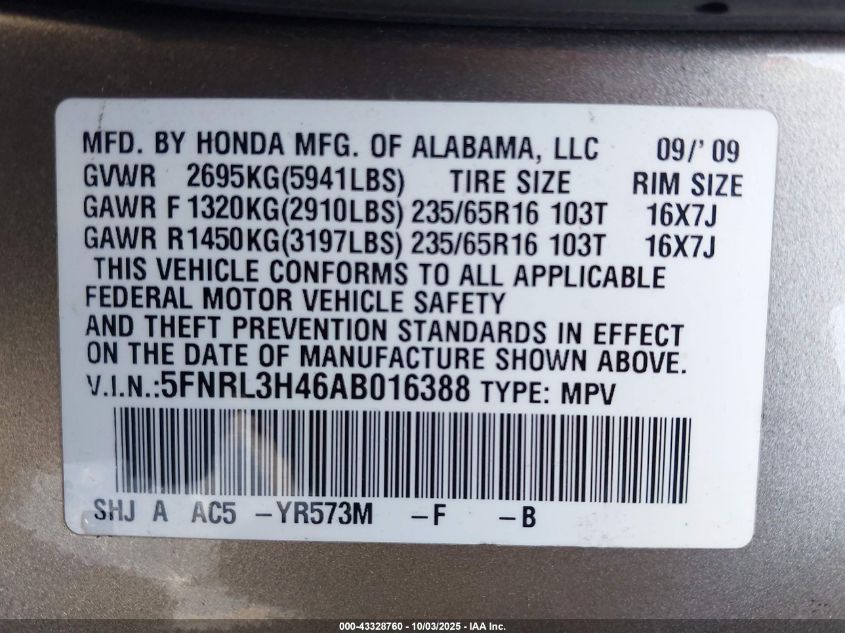 MFD. BY HONDA MFG. OF ALABAMA, LLC 09/' 09
GVWR 2695KG(5941LBS) TIRE SIZE RIM SIZE
GAWR F 1320KG(2910LBS) 235/65R16 103T 16X7J
GAWR R1450KG(3197LBS) 235/65R16 103T 16X7J
THIS VEHICLE CONFORMS TO ALL APPLICABLE
FEDERAL MOTOR VEHICLE SAFETY
AND THEFT PREVENTION STANDARDS IN EFFECT
ON THE DATE OF MANUFACTURE SHOWN ABOVE.
V.I.N.:5FNRL3H46AB016388 TYPE: MPV
SHJ A AC5 -YR573M -F -B
000-43328760 - 10/03/2025 - IAA Inc.